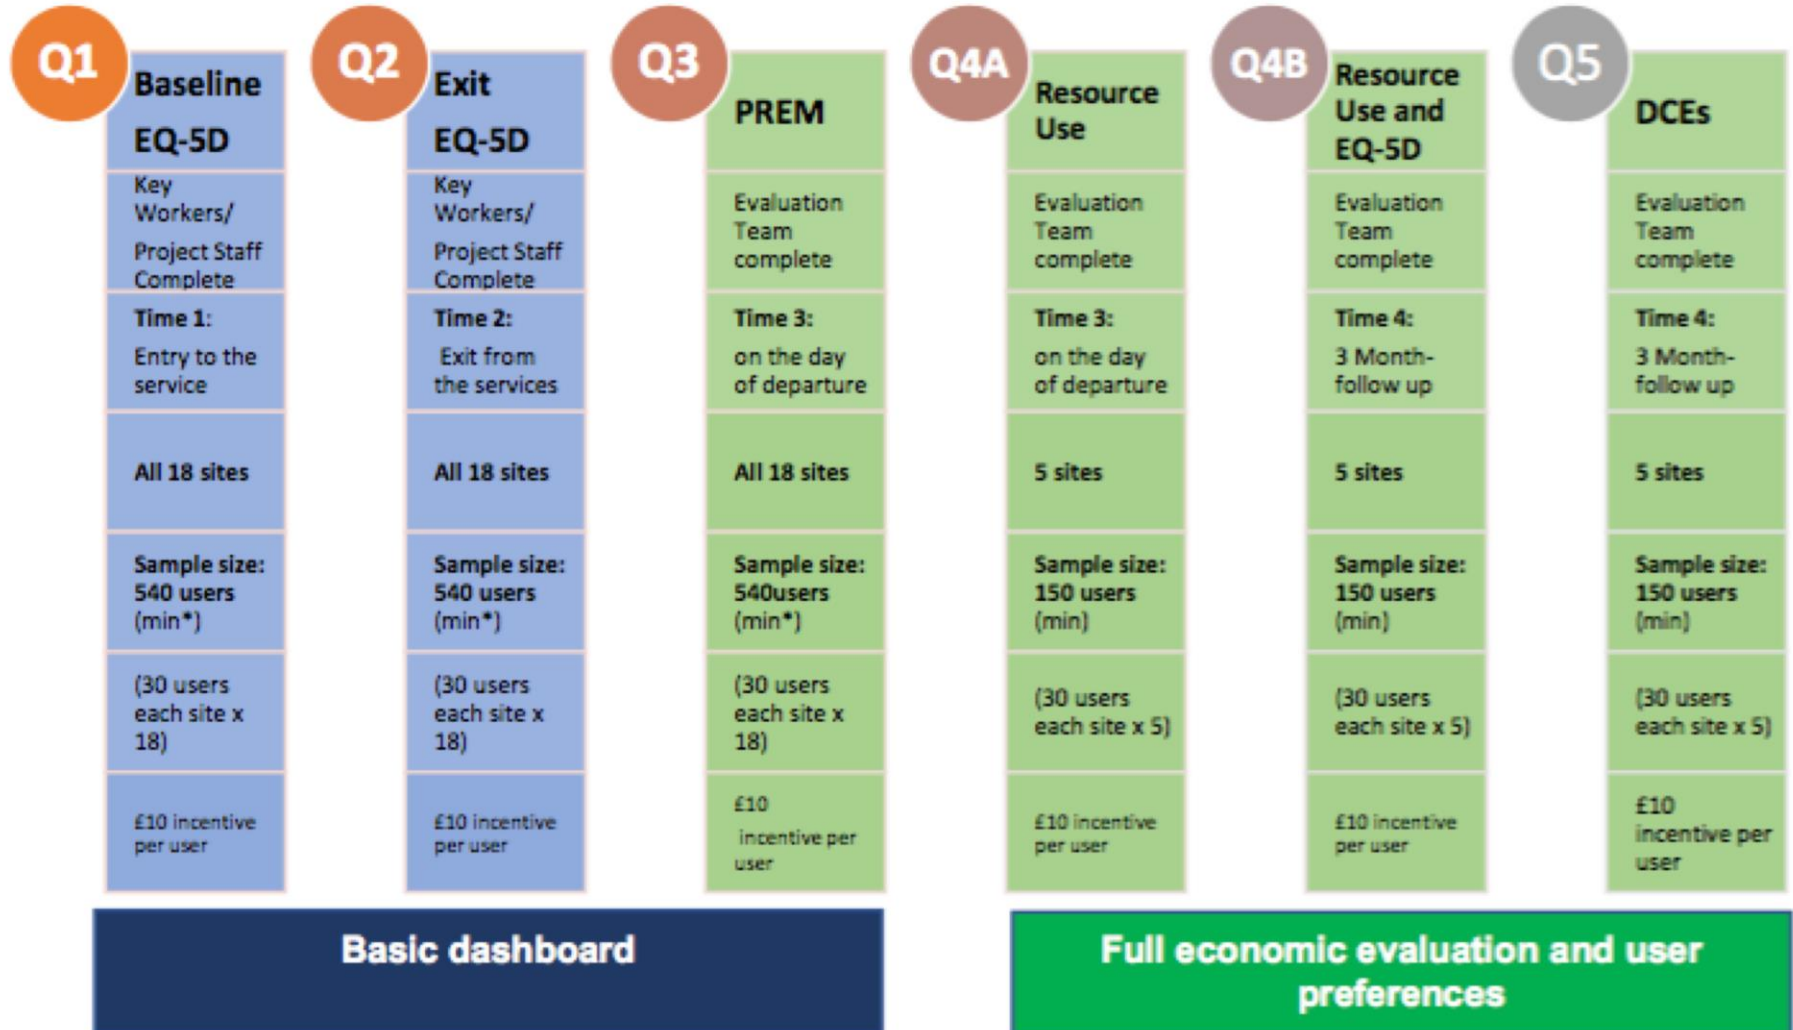 Q1
Baseline
EQ-5D
Key
Workers/
Project Staff
Complete
Time 1:
Entry to the
service
All 18 sites
Sample size:
540 users
(min*)
(30 users
each site x
18)
£10 incentive
per user
Q2
Exit
EQ-5D
Key
Workers/
Project Staff
Complete
Time 2:
Exit from
the services
All 18 sites
Sample size:
540 users
(min*)
(30 users
each site x
18)
£10 incentive
per user
Q3
PREM
Evaluation
Team
complete
Time 3:
on the day
of departure
All 18 sites
Sample size:
540users
(min*)
(30 users
each site x
18)
£10
incentive per
user
Q4A
Resource
Use
Evaluation
Team
complete
Time 3:
on the day
of departure
5 sites
Sample size:
150 users
(min)
(30 users
each site x 5)
£10 incentive
per user
Q4B
Resource
Use and
EQ-5D
Evaluation
Team
complete
Time 4:
3 Month-
follow up
5 sites
Sample size:
150 users
(min)
(30 users
each site x 5)
£10 incentive
per user
Q5
DCEs
Evaluation
Team
complete
Time 4:
3 Month-
follow up
5 sites
Sample size:
150 users
(min)
(30 users
each site x 5)
£10
incentive per
user
Basic dashboard
Full economic evaluation and user
preferences